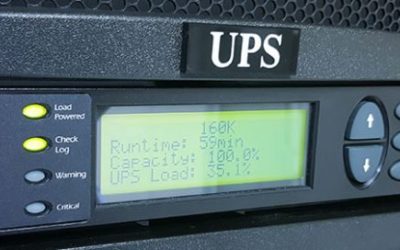 UPS
Load
Powered
Check
Log
Warning
Critical
160K
Runtime: 59min
Capacity: 100.0%
UPS Load: 35.1%